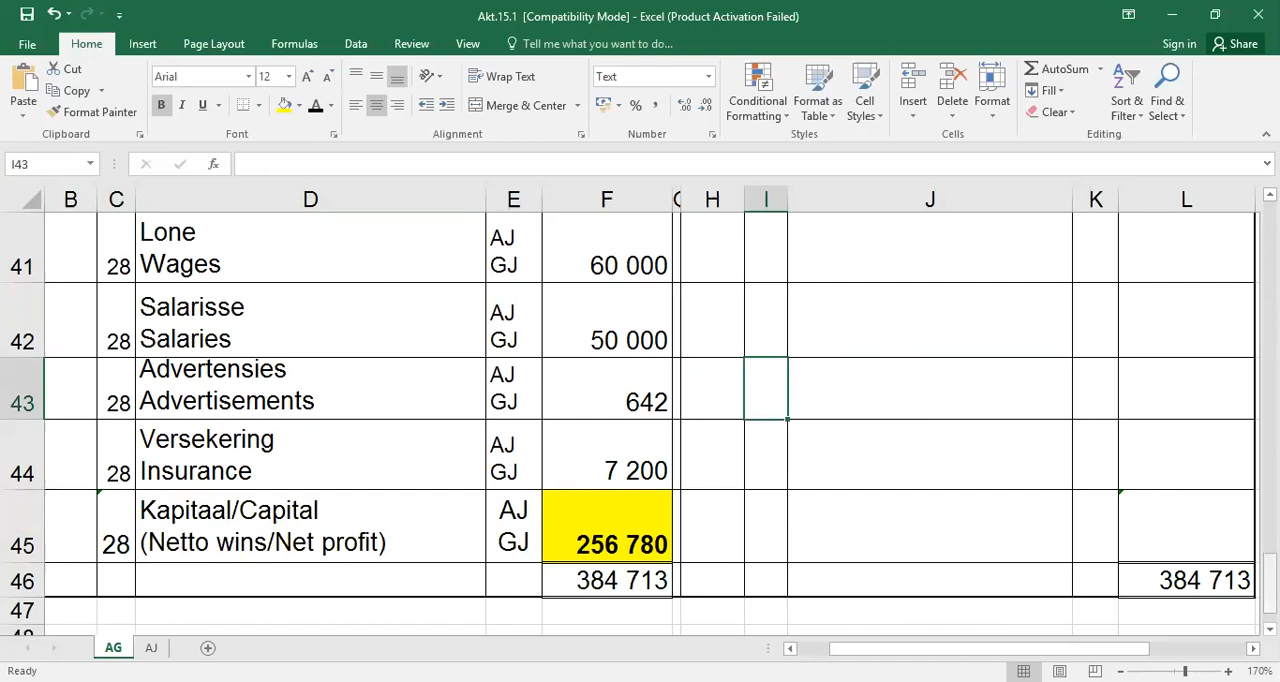 Akt.15.1 [Compatibility Mode] - Excel (Product Activation Failed)
File Home Insert Page Layout Formulas Data Review View Tell me what you want to do... Sign in Share
Paste Cut Copy Format Painter Clipboard
Arial 12 B I U A Font
Wrap Text Merge & Center Alignment
Text % Number
Conditional Formatting Format as Table Cell Styles Styles
Insert Delete Format Cells
AutoSum Fill Clear Sort & Filter Find & Select Editing
I43 fx
B C D E F G H I J K L
41 28 Lone Wages AJ GJ 60 000
42 28 Salarisse Salaries AJ GJ 50 000
43 28 Advertensies Advertisements AJ GJ 642
44 28 Versekering Insurance AJ GJ 7 200
45 28 Kapitaal/Capital (Netto wins/Net profit) AJ GJ 256 780
46 384 713 384 713
47
48
AG AJ
Ready 170%